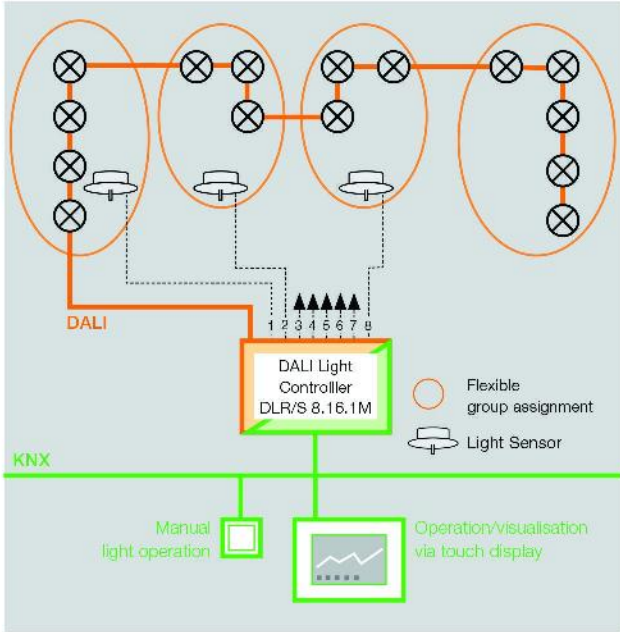 DALI
1 2 3 4 5 6 7 8
DALI Light
Controlller
DLR/S 8.16.1M
Flexible
group assignment
Light Sensor
KNX
Manual
light operation
Operation/visualisation
via touch display